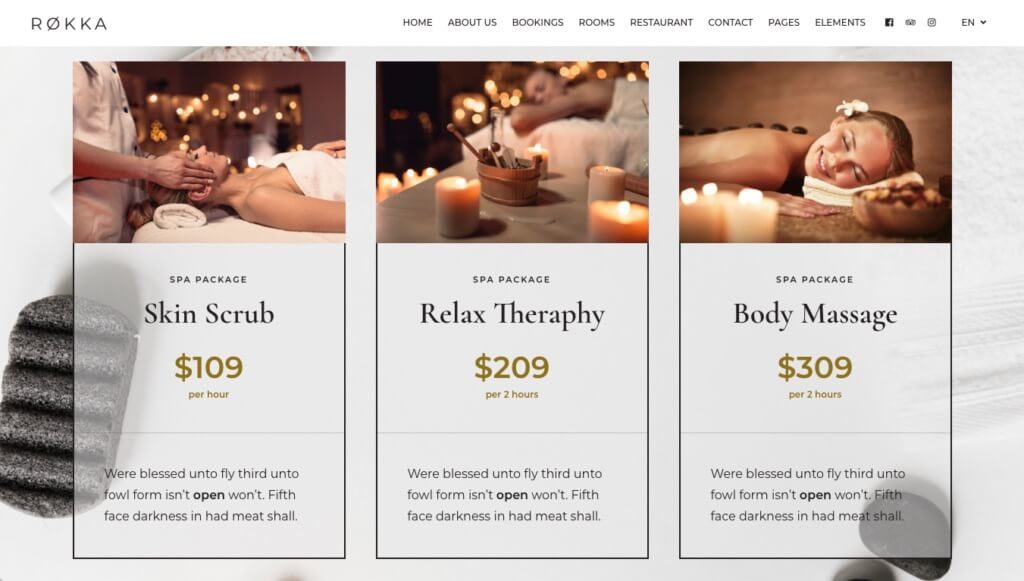 RØKKA
HOME ABOUT US BOOKINGS ROOMS RESTAURANT CONTACT PAGES ELEMENTS EN
SPA PACKAGE
Skin Scrub
$109
per hour
Were blessed unto fly third unto
fowl form isn't open won't. Fifth
face darkness in had meat shall.
SPA PACKAGE
Relax Theraphy
$209
per 2 hours
Were blessed unto fly third unto
fowl form isn't open won't. Fifth
face darkness in had meat shall.
SPA PACKAGE
Body Massage
$309
per 2 hours
Were blessed unto fly third unto
fowl form isn't open won't. Fifth
face darkness in had meat shall.